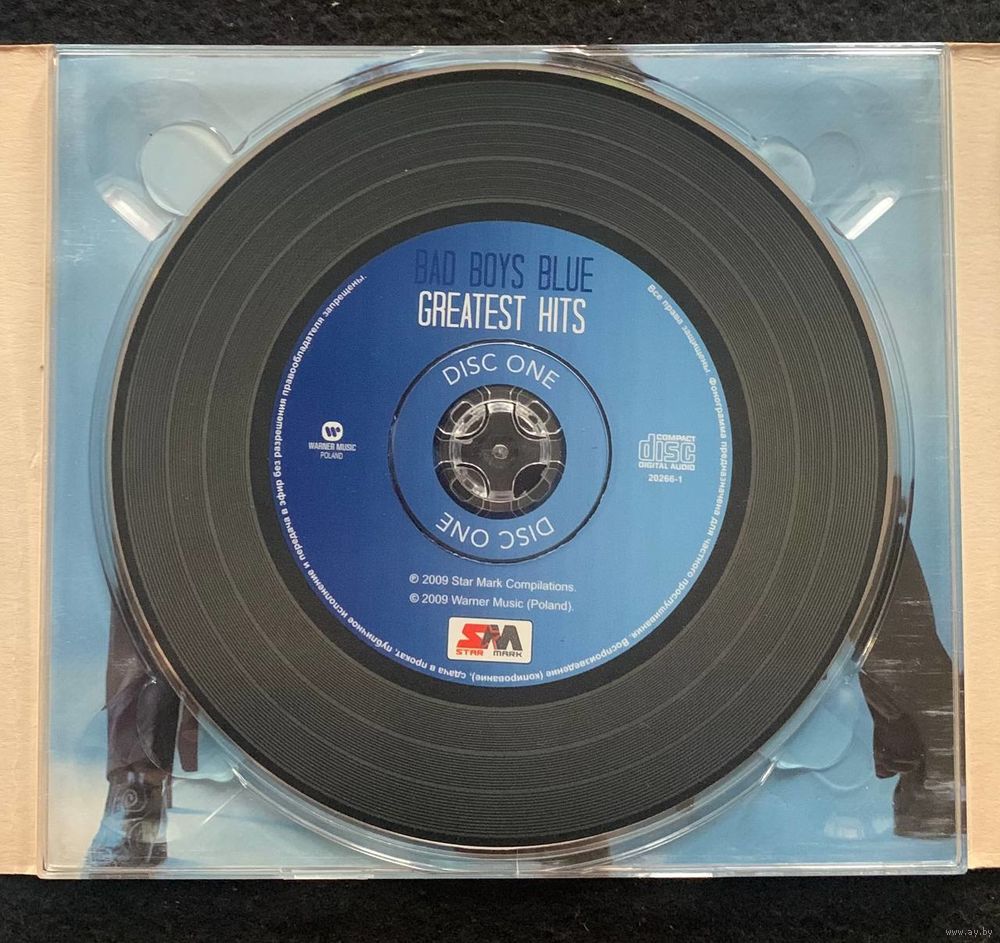 BAD BOYS BLUE
GREATEST HITS
DISC ONE
WARNER MUSIC
POLAND
COMPACT
disc
DIGITAL AUDIO
20266-1
DISC ONE
℗ 2009 Star Mark Compilations.
© 2009 Warner Music (Poland).
SM
STAR MARK
Все права защищены. Фонограмма предназначена для частного прослушивания. Воспроизведение (копирование), сдача в прокат, публичное исполнение и передача в эфир без разрешения правообладателя запрещены.
www.ay.by